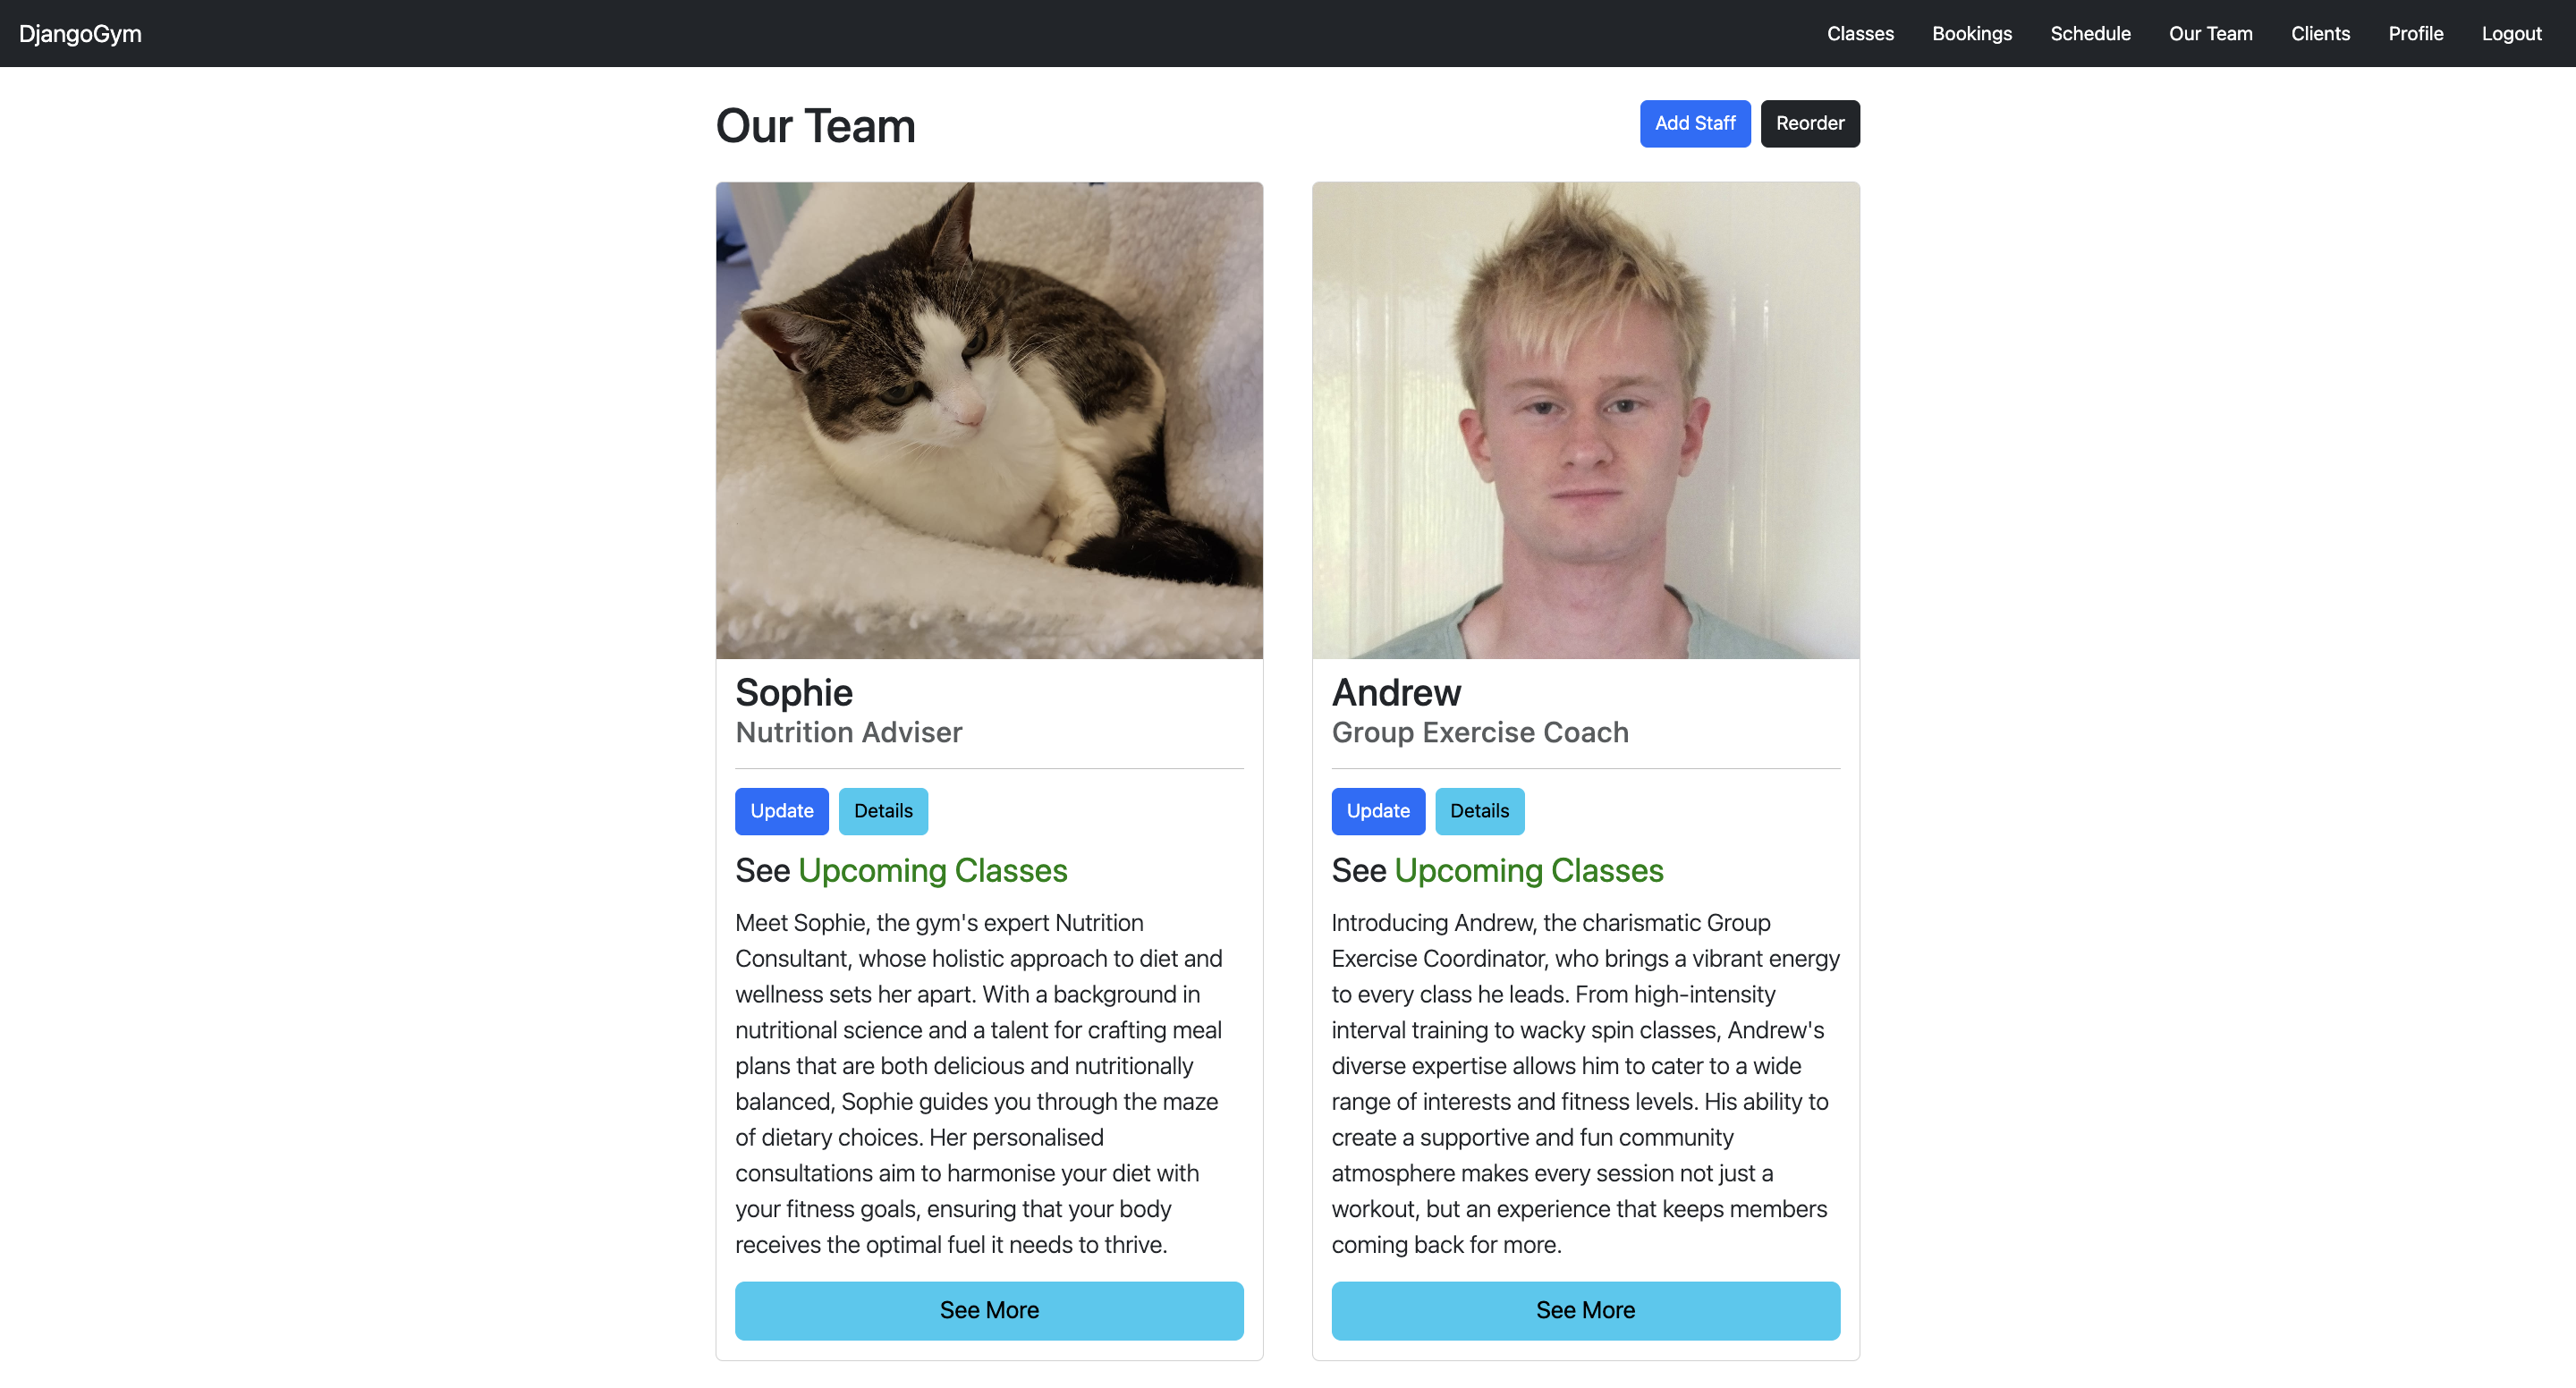 DjangoGym
Classes Bookings Schedule Our Team Clients Profile Logout
Our Team
Add Staff Reorder
Sophie
Nutrition Adviser
Update Details
See Upcoming Classes
Meet Sophie, the gym's expert Nutrition
Consultant, whose holistic approach to diet and
wellness sets her apart. With a background in
nutritional science and a talent for crafting meal
plans that are both delicious and nutritionally
balanced, Sophie guides you through the maze
of dietary choices. Her personalised
consultations aim to harmonise your diet with
your fitness goals, ensuring that your body
receives the optimal fuel it needs to thrive.
See More
Andrew
Group Exercise Coach
Update Details
See Upcoming Classes
Introducing Andrew, the charismatic Group
Exercise Coordinator, who brings a vibrant energy
to every class he leads. From high-intensity
interval training to wacky spin classes, Andrew's
diverse expertise allows him to cater to a wide
range of interests and fitness levels. His ability to
create a supportive and fun community
atmosphere makes every session not just a
workout, but an experience that keeps members
coming back for more.
See More